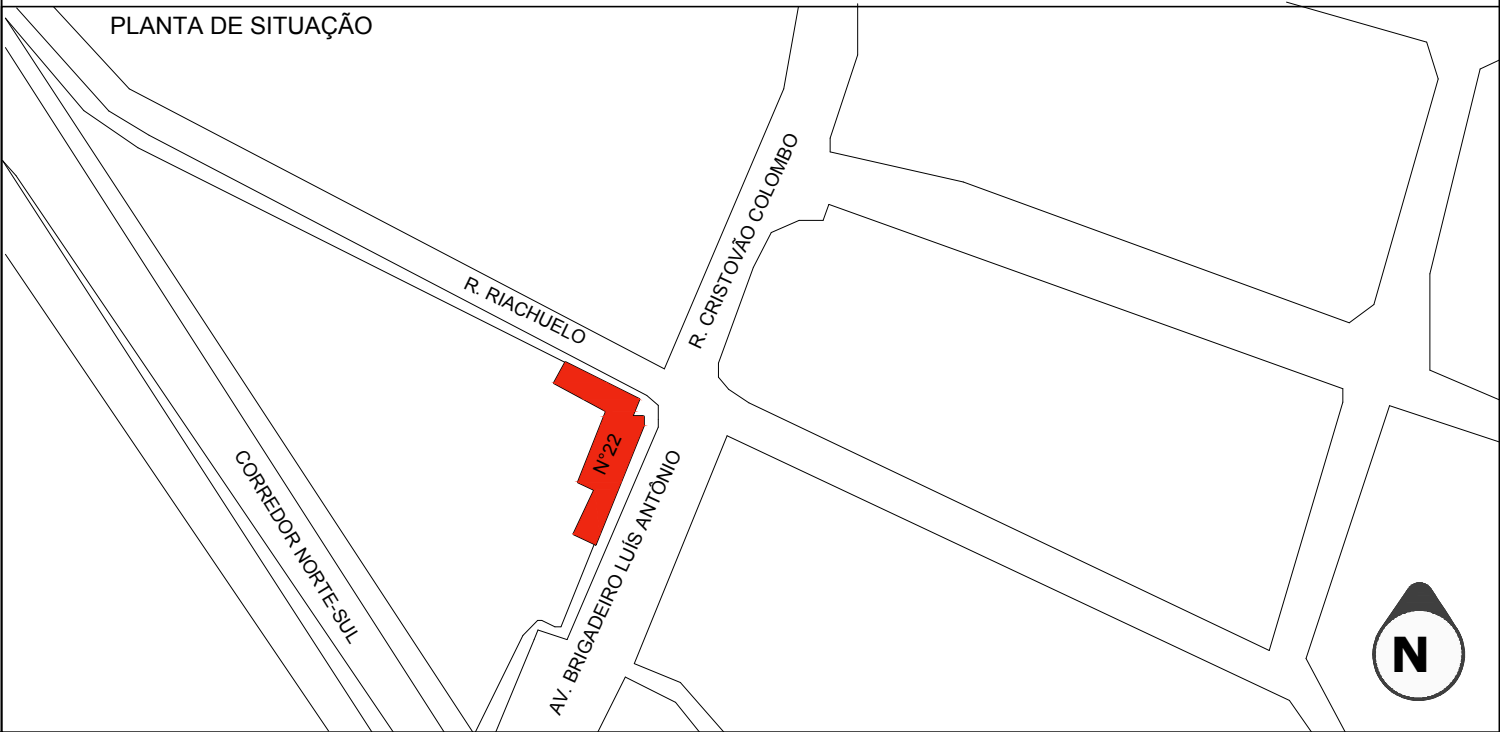 PLANTA DE SITUAÇÃO
R. CRISTOVÃO COLOMBO
R. RIACHUELO
N°22
CORREDOR NORTE-SUL
AV. BRIGADEIRO LUÍS ANTÔNIO
N